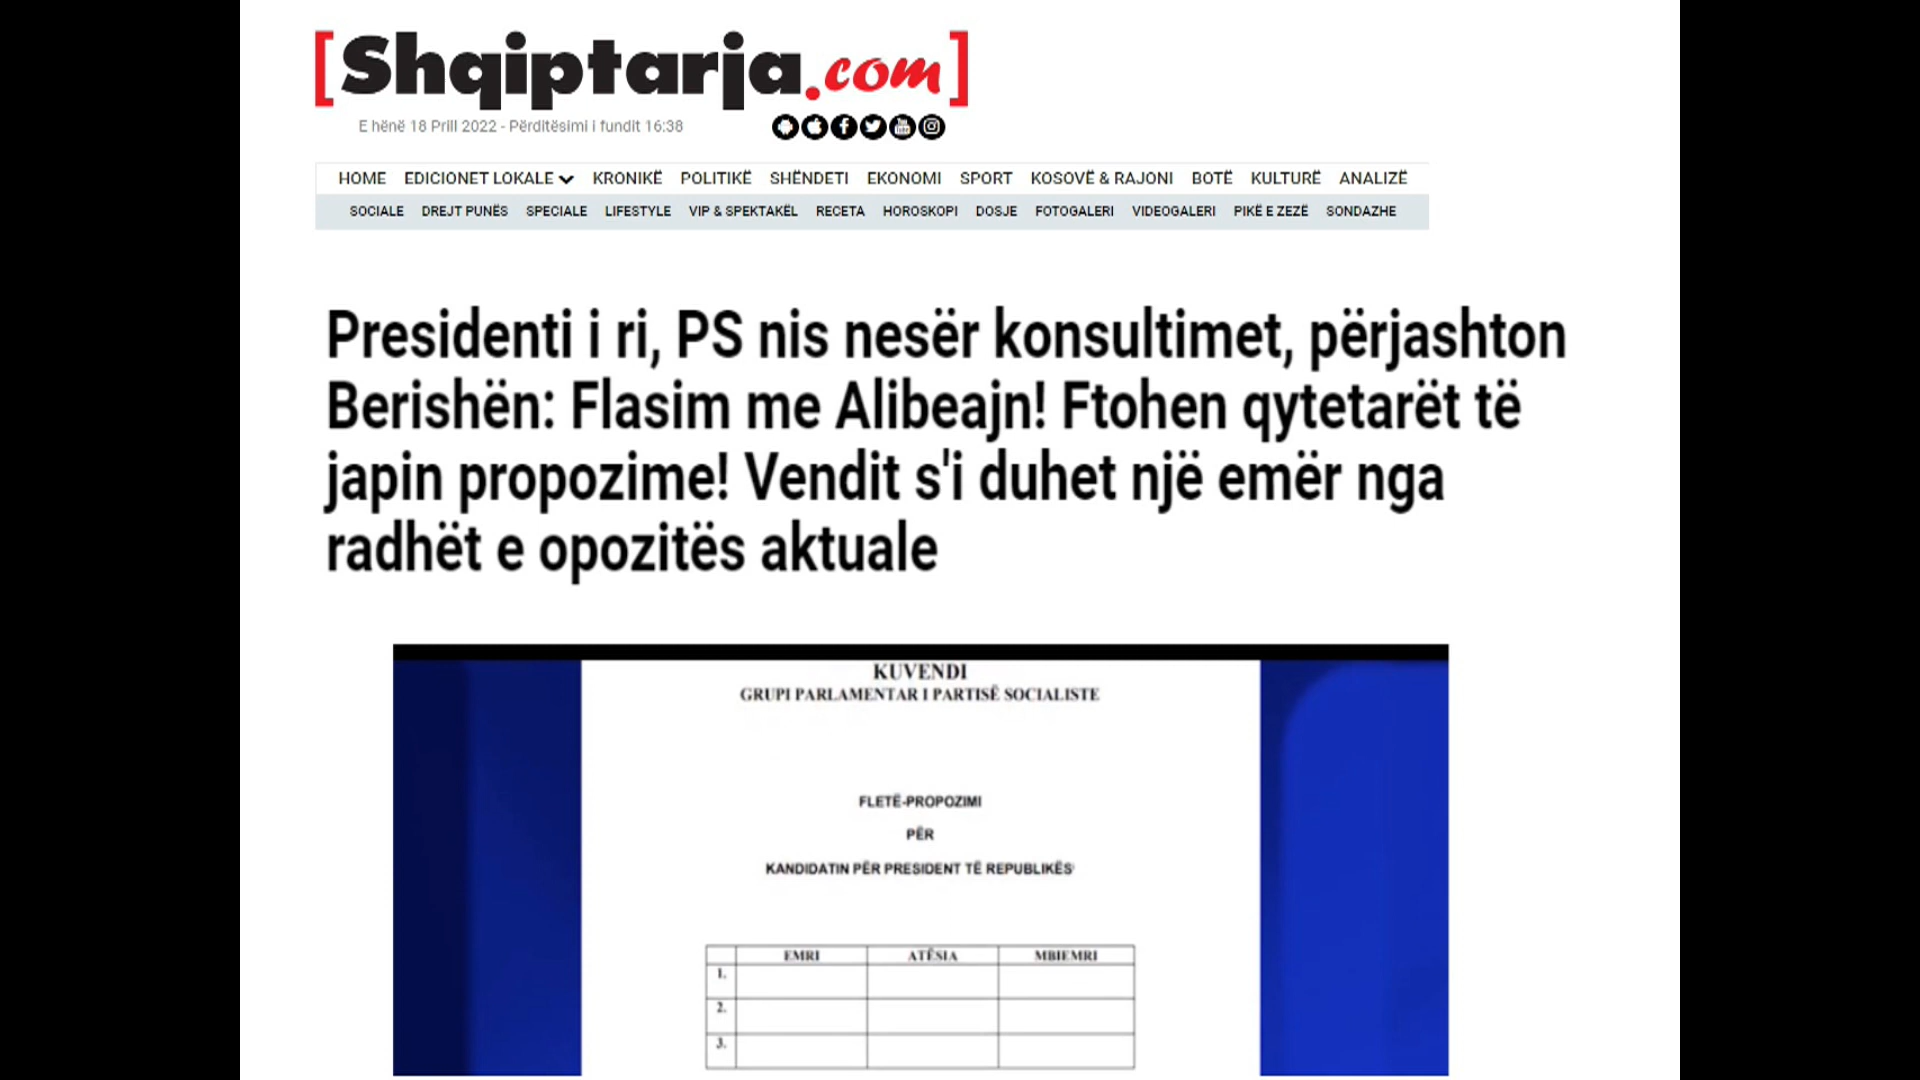 [Shqiptarja.com]
E hënë 18 Prill 2022 - Përditësimi i fundit 16:38
HOME EDICIONET LOKALE KRONIKË POLITIKË SHËNDETI EKONOMI SPORT KOSOVË & RAJONI BOTË KULTURË ANALIZË
SOCIALE DREJT PUNËS SPECIALE LIFESTYLE VIP & SPEKTAKËL RECETA HOROSKOPI DOSJE FOTOGALERI VIDEOGALERI PIKË E ZEZË SONDAZHE
Presidenti i ri, PS nis nesër konsultimet, përjashton
Berishën: Flasim me Alibeajn! Ftohen qytetarët të
japin propozime! Vendit s'i duhet një emër nga
radhët e opozitës aktuale
KUVENDI
GRUPI PARLAMENTAR I PARTISË SOCIALISTE
FLETË-PROPOZIMI
PËR
KANDIDATIN PËR PRESIDENT TË REPUBLIKËS
EMRI ATËSIA MBIEMRI
1.
2.
3.